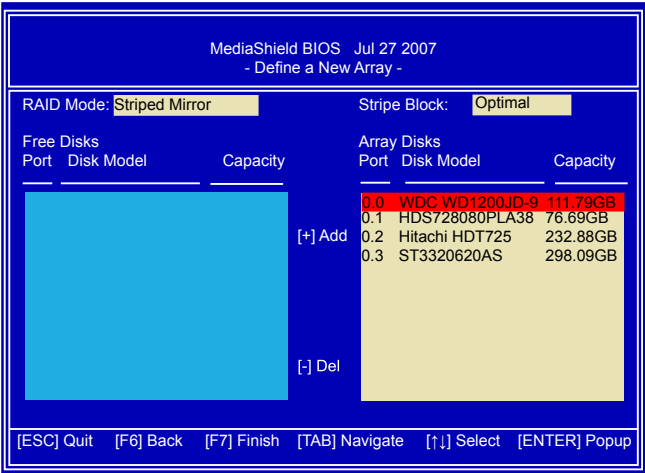 MediaShield BIOS Jul 27 2007
- Define a New Array -
RAID Mode: Striped Mirror Stripe Block: Optimal
Free Disks Array Disks
Port Disk Model Capacity Port Disk Model Capacity
0.0 WDC WD1200JD-9 111.79GB
0.1 HDS728080PLA38 76.69GB
[+] Add 0.2 Hitachi HDT725 232.88GB
0.3 ST3320620AS 298.09GB
[-] Del
[ESC] Quit [F6] Back [F7] Finish [TAB] Navigate [↑↓] Select [ENTER] Popup